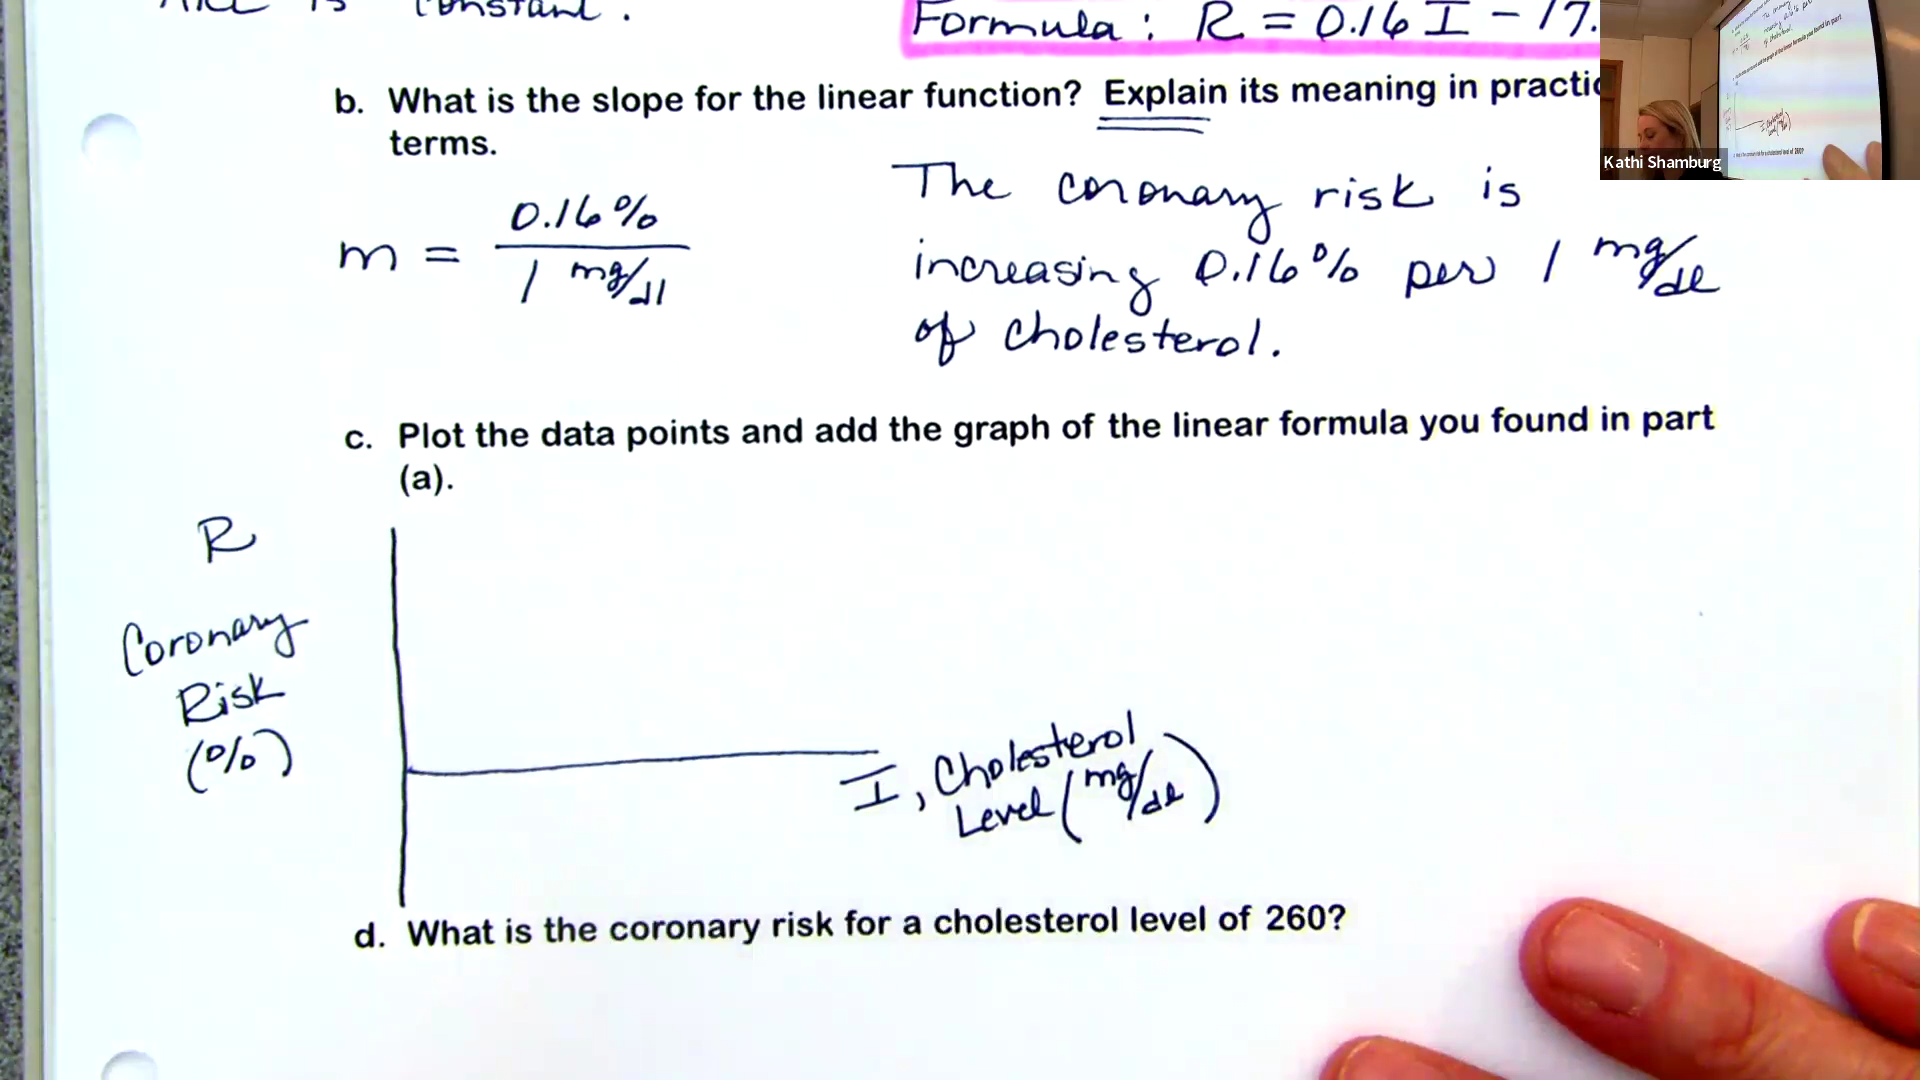 is constant.
Formula: R = 0.16 I - 17.
b. What is the slope for the linear function? Explain its meaning in practic
terms.
m = 0.16% / 1 mg/dl
The coronary risk is
increasing 0.16% per 1 mg/dl
of cholesterol.
c. Plot the data points and add the graph of the linear formula you found in part
(a).
R
Coronary
Risk
(%)
I, Cholesterol
Level (mg/dl)
d. What is the coronary risk for a cholesterol level of 260?
Kathi Shamburg